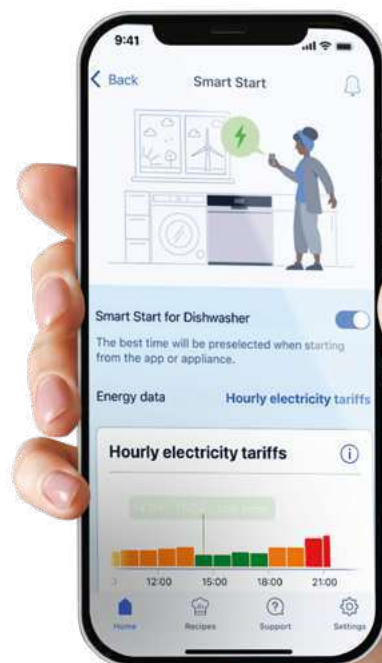 9:41
Back
Smart Start
Smart Start for Dishwasher
The best time will be preselected when starting
from the app or appliance.
Energy data Hourly electricity tariffs
Hourly electricity tariffs
12:00 15:00 18:00 21:00
Home Recipes Support Settings